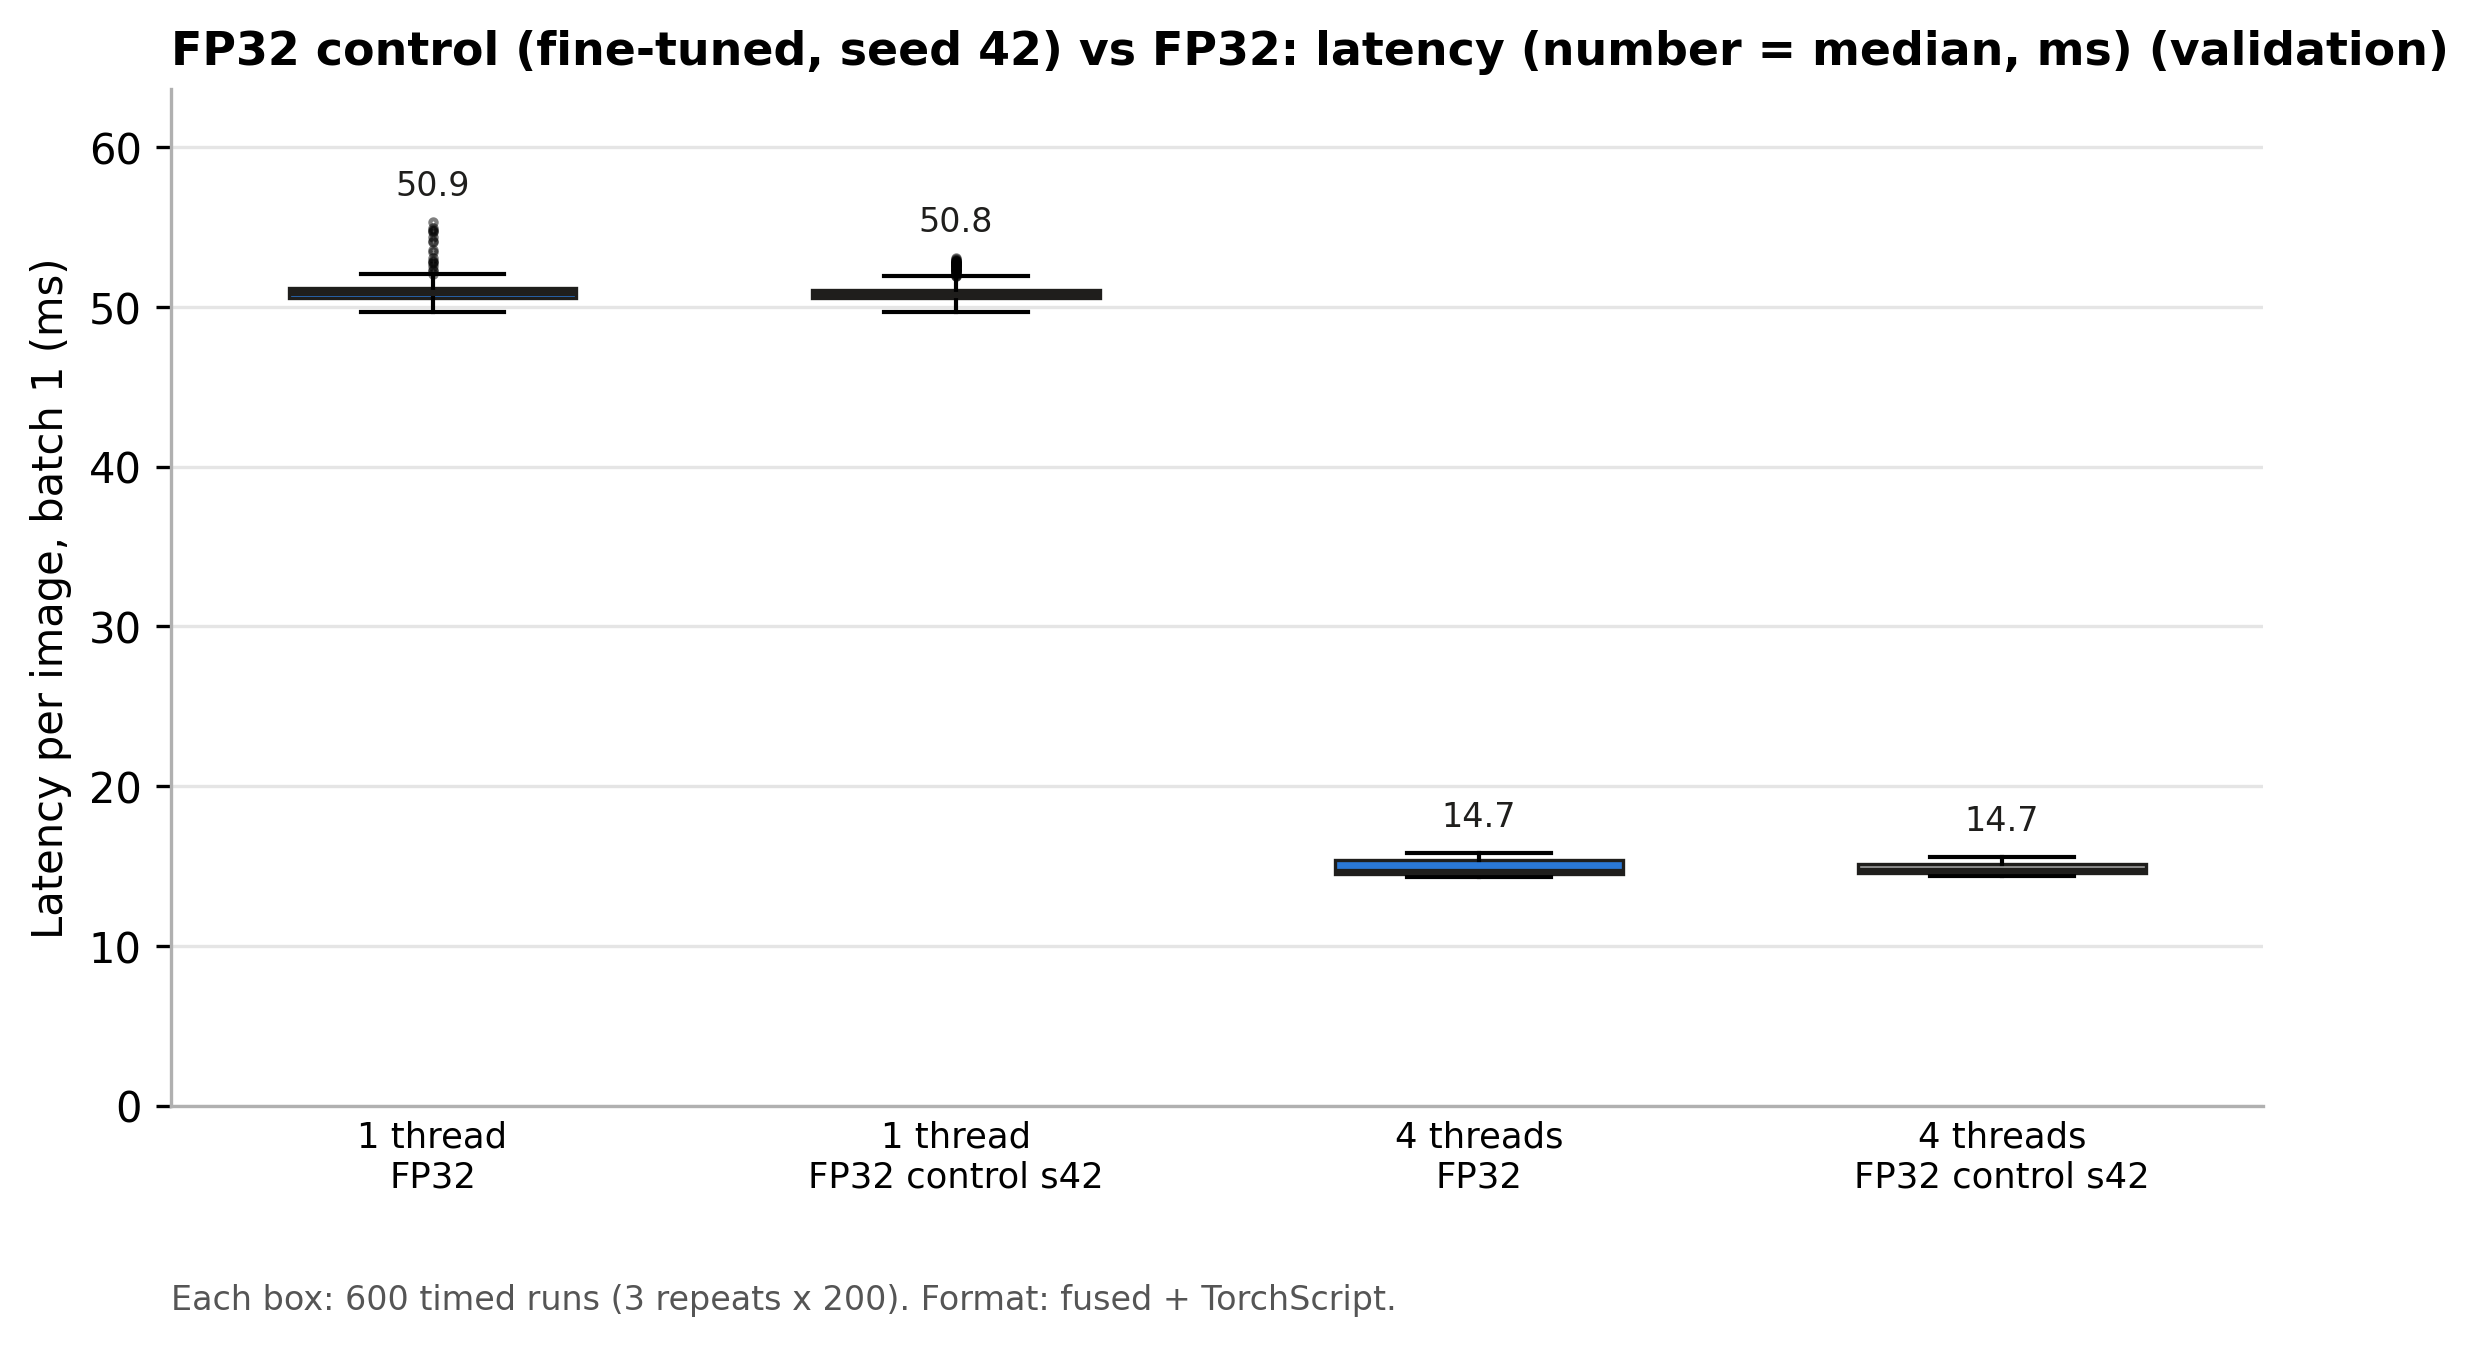 FP32 control (fine-tuned, seed 42) vs FP32: latency (number = median, ms) (validation)
Latency per image, batch 1 (ms)
60
50
40
30
20
10
0
50.9
50.8
14.7
14.7
1 thread
FP32
1 thread
FP32 control s42
4 threads
FP32
4 threads
FP32 control s42
Each box: 600 timed runs (3 repeats x 200). Format: fused + TorchScript.